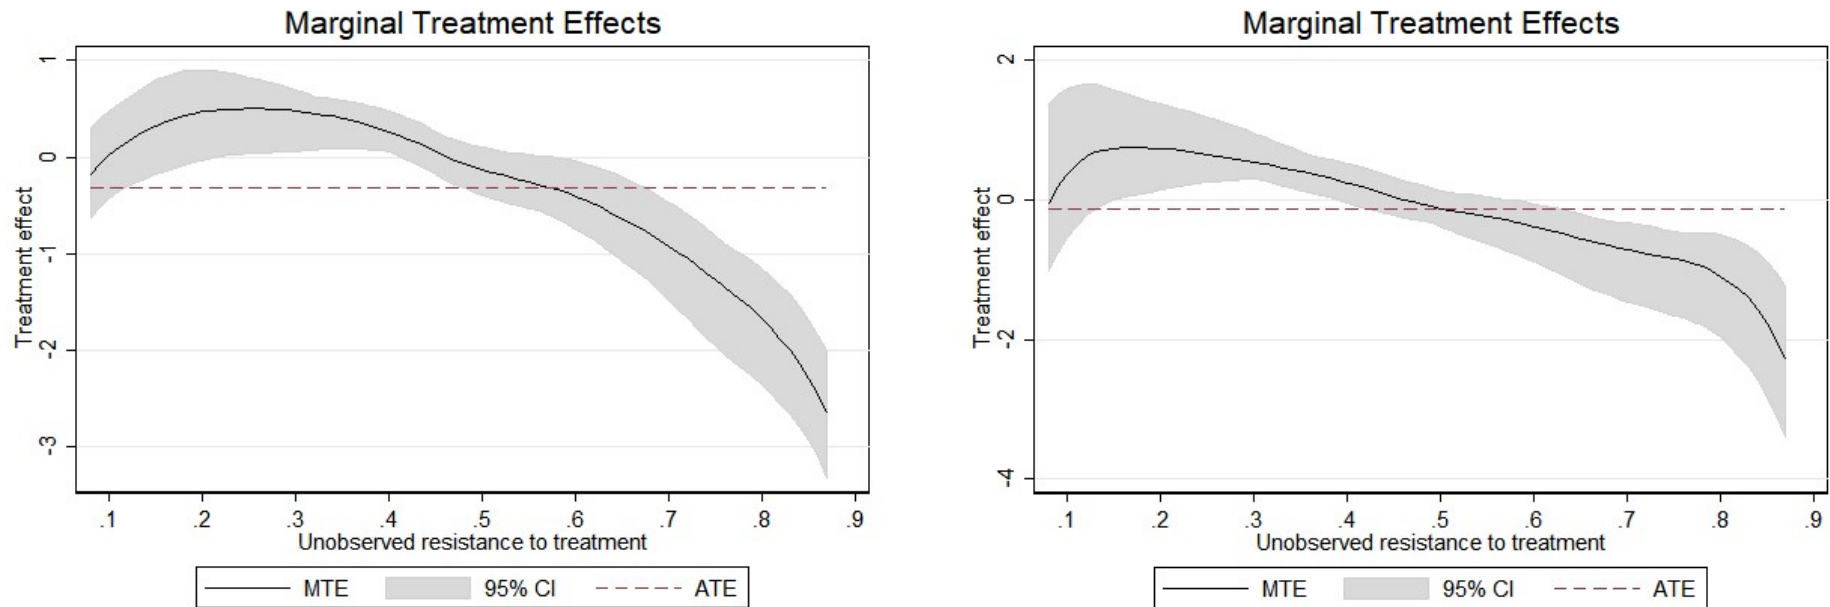 Marginal Treatment Effects
1
0
-1
-2
-3
Treatment effect
.1 .2 .3 .4 .5 .6 .7 .8 .9
Unobserved resistance to treatment
MTE 95% CI ATE
Marginal Treatment Effects
2
0
-2
-4
Treatment effect
.1 .2 .3 .4 .5 .6 .7 .8 .9
Unobserved resistance to treatment
MTE 95% CI ATE